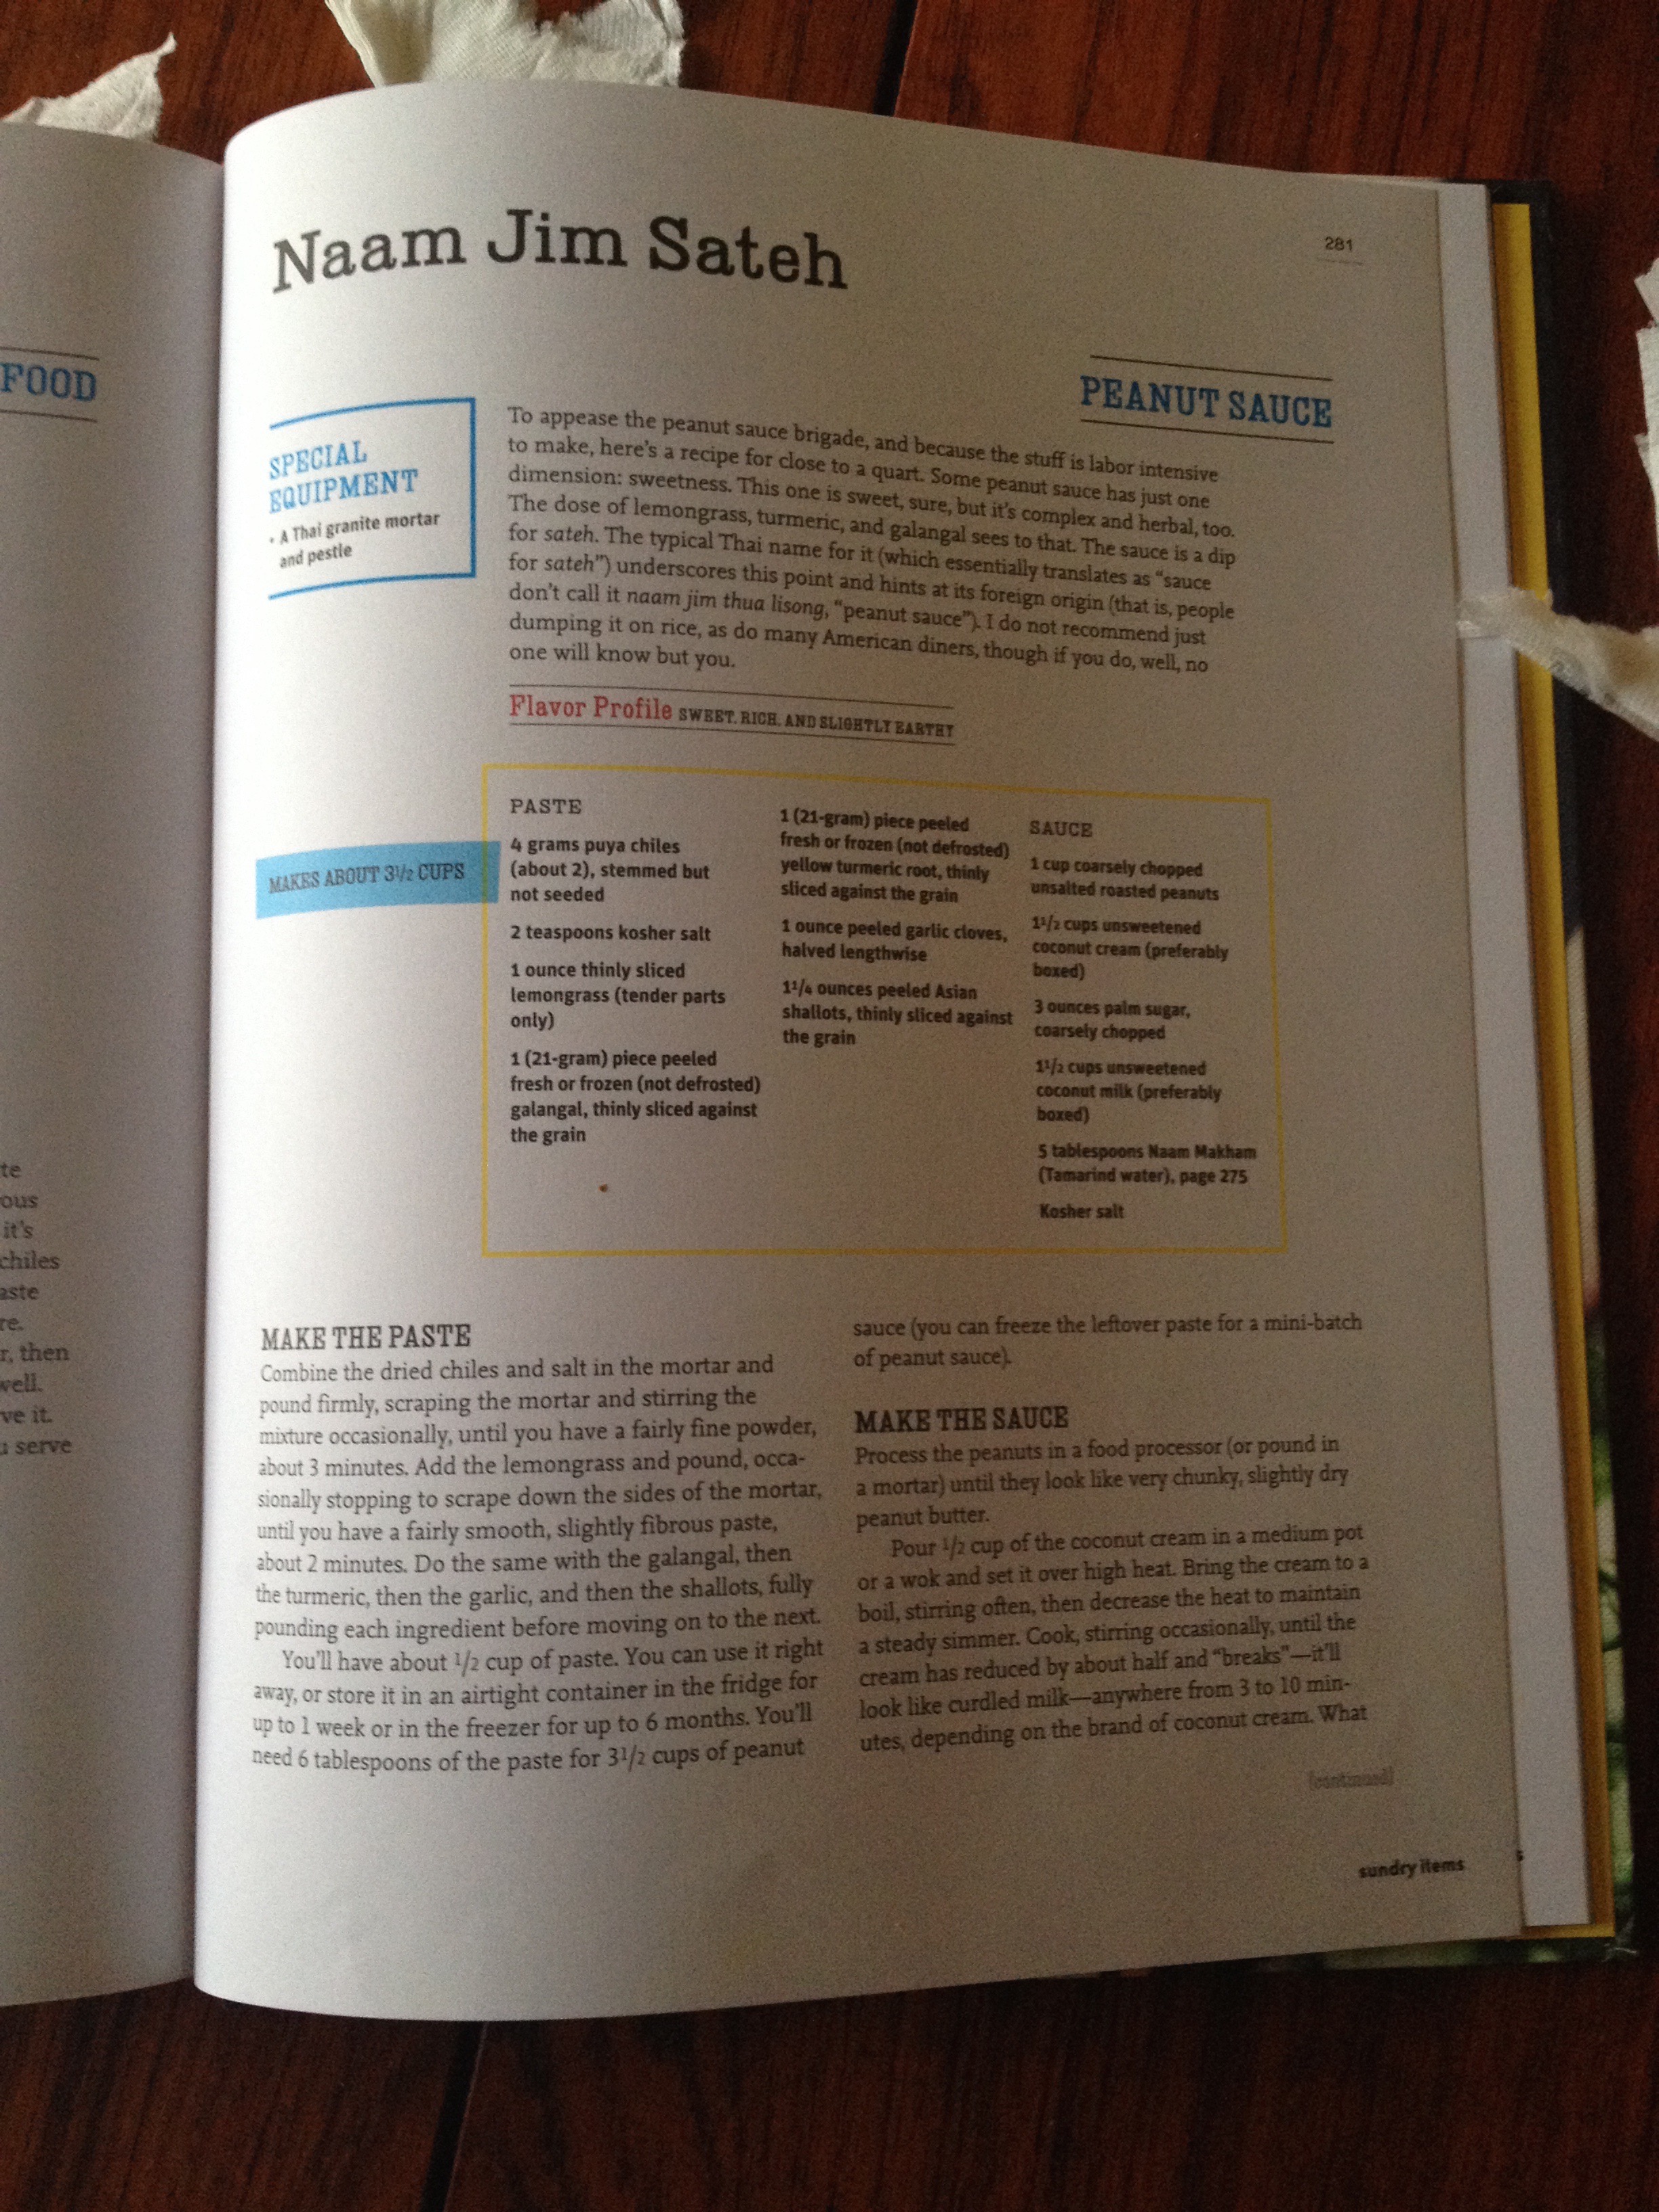 FOOD
te
ous
it's
chiles
aste
re.
r, then
well.
ve it.
u serve
Naam Jim Sateh
281
PEANUT SAUCE
SPECIAL
EQUIPMENT
• A Thai granite mortar
and pestle
To appease the peanut sauce brigade, and because the stuff is labor intensive
to make, here's a recipe for close to a quart. Some peanut sauce has just one
dimension: sweetness. This one is sweet, sure, but it's complex and herbal, too.
The dose of lemongrass, turmeric, and galangal sees to that. The sauce is a dip
for sateh. The typical Thai name for it (which essentially translates as "sauce
for sateh") underscores this point and hints at its foreign origin (that is, people
don't call it naam jim thua lisong, "peanut sauce"). I do not recommend just
dumping it on rice, as do many American diners, though if you do, well, no
one will know but you.
Flavor Profile SWEET, RICH, AND SLIGHTLY EARTHY
MAKES ABOUT 3½ CUPS
PASTE
4 grams puya chiles
(about 2), stemmed but
not seeded
2 teaspoons kosher salt
1 ounce thinly sliced
lemongrass (tender parts
only)
1 (21-gram) piece peeled
fresh or frozen (not defrosted)
galangal, thinly sliced against
the grain
1 (21-gram) piece peeled
fresh or frozen (not defrosted)
yellow turmeric root, thinly
sliced against the grain
1 ounce peeled garlic cloves,
halved lengthwise
1¼ ounces peeled Asian
shallots, thinly sliced against
the grain
SAUCE
1 cup coarsely chopped
unsalted roasted peanuts
1½ cups unsweetened
coconut cream (preferably
boxed)
3 ounces palm sugar,
coarsely chopped
1½ cups unsweetened
coconut milk (preferably
boxed)
5 tablespoons Naam Makham
(Tamarind water), page 275
Kosher salt
MAKE THE PASTE
Combine the dried chiles and salt in the mortar and
pound firmly, scraping the mortar and stirring the
mixture occasionally, until you have a fairly fine powder,
about 3 minutes. Add the lemongrass and pound, occa-
sionally stopping to scrape down the sides of the mortar,
until you have a fairly smooth, slightly fibrous paste,
about 2 minutes. Do the same with the galangal, then
the turmeric, then the garlic, and then the shallots, fully
pounding each ingredient before moving on to the next.
You'll have about ½ cup of paste. You can use it right
away, or store it in an airtight container in the fridge for
up to 1 week or in the freezer for up to 6 months. You'll
need 6 tablespoons of the paste for 3½ cups of peanut
sauce (you can freeze the leftover paste for a mini-batch
of peanut sauce).
MAKE THE SAUCE
Process the peanuts in a food processor (or pound in
a mortar) until they look like very chunky, slightly dry
peanut butter.
Pour ½ cup of the coconut cream in a medium pot
or a wok and set it over high heat. Bring the cream to a
boil, stirring often, then decrease the heat to maintain
a steady simmer. Cook, stirring occasionally, until the
cream has reduced by about half and "breaks"—it'll
look like curdled milk—anywhere from 3 to 10 min-
utes, depending on the brand of coconut cream. What
(continued)
sundry items
s